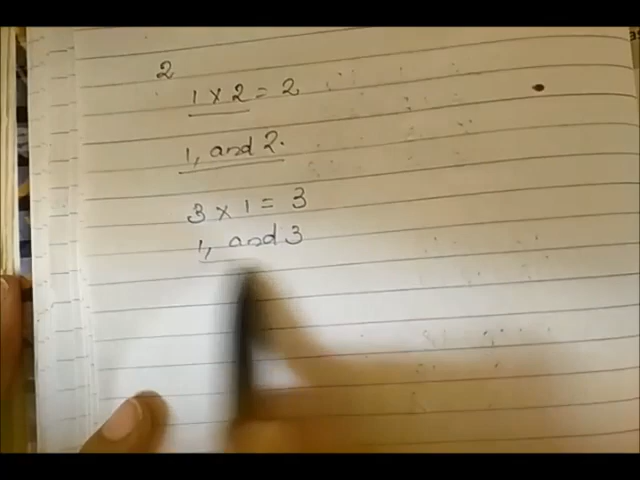 2
1 x 2 = 2
1, and 2.
3 x 1 = 3
1, and 3